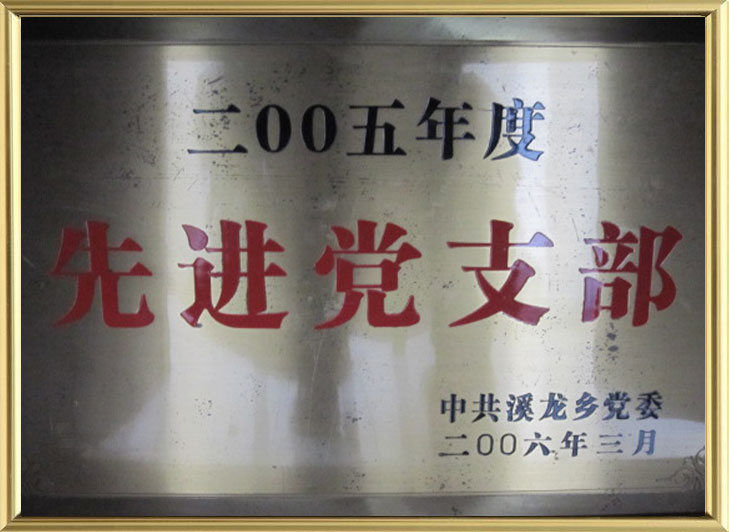 二00五年度
先进党支部
中共溪龙乡党委
二00六年三月